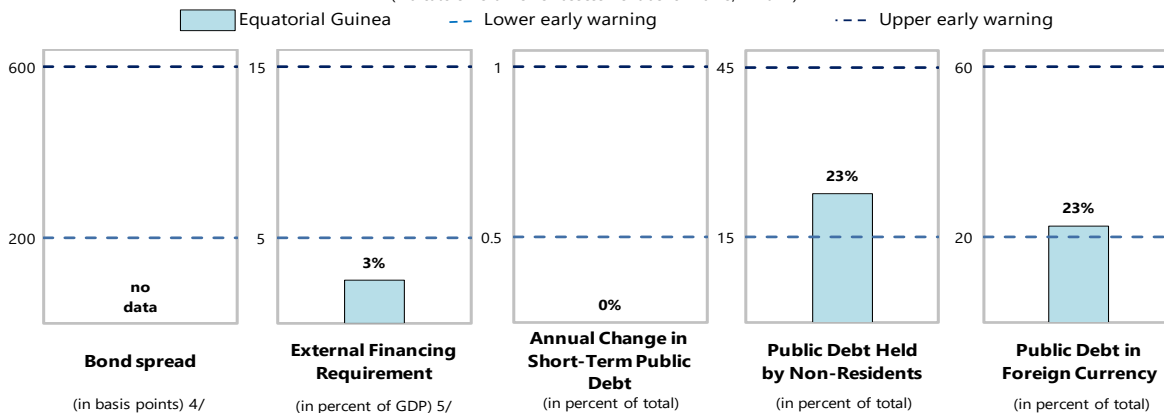 Equatorial Guinea
Lower early warning
Upper early warning
600
200
no
data
Bond spread
(in basis points) 4/
15
5
3%
External Financing
Requirement
(in percent of GDP) 5/
1
0.5
0%
Annual Change in
Short-Term Public
Debt
(in percent of total)
45
15
23%
Public Debt Held
by Non-Residents
(in percent of total)
60
20
23%
Public Debt in
Foreign Currency
(in percent of total)